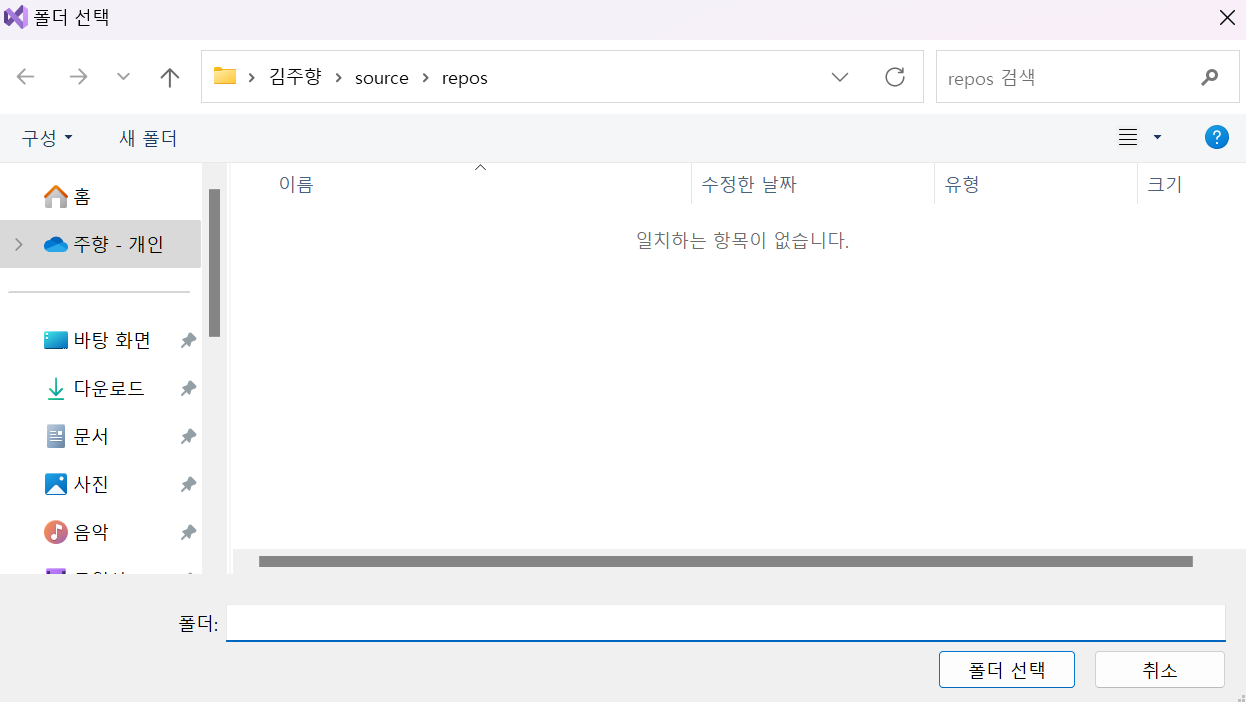 폴더 선택
김주향 source repos
repos 검색
구성 새 폴더
?
이름 수정한 날짜 유형 크기
일치하는 항목이 없습니다.
홈
주향 - 개인
바탕 화면
다운로드
문서
사진
음악
폴더:
폴더 선택 취소